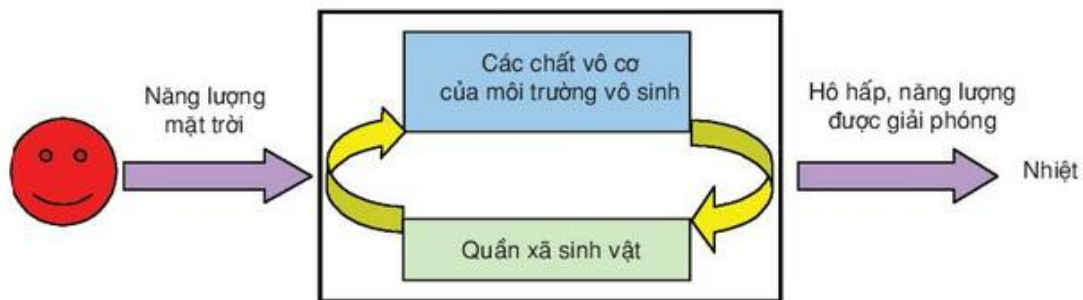 Năng lượng
mặt trời
Các chất vô cơ
của môi trường vô sinh
Quần xã sinh vật
Hô hấp, năng lượng
được giải phóng
Nhiệt